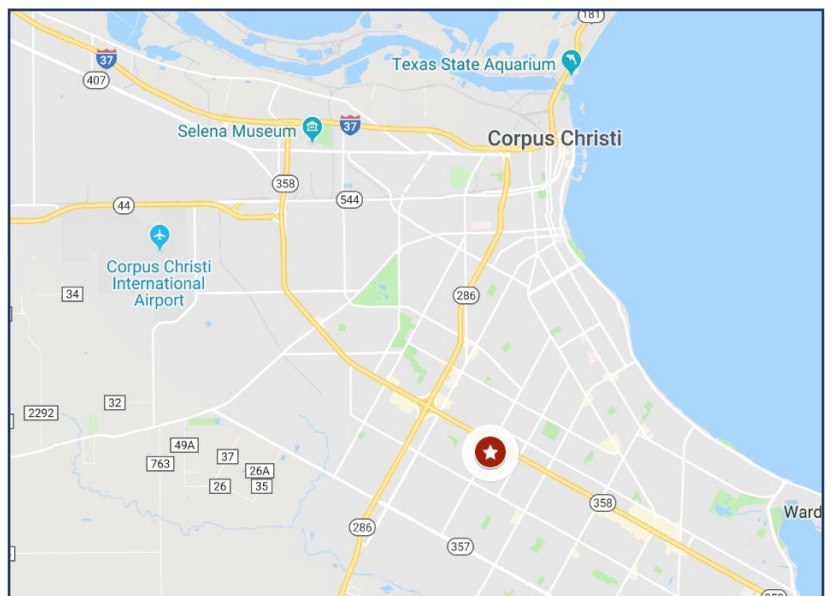 181
37
Texas State Aquarium
407
Selena Museum
37
Corpus Christi
358
544
44
Corpus Christi
International
Airport
34
286
32
2292
49A
763
37
26A
26
35
358
Ward
286
357